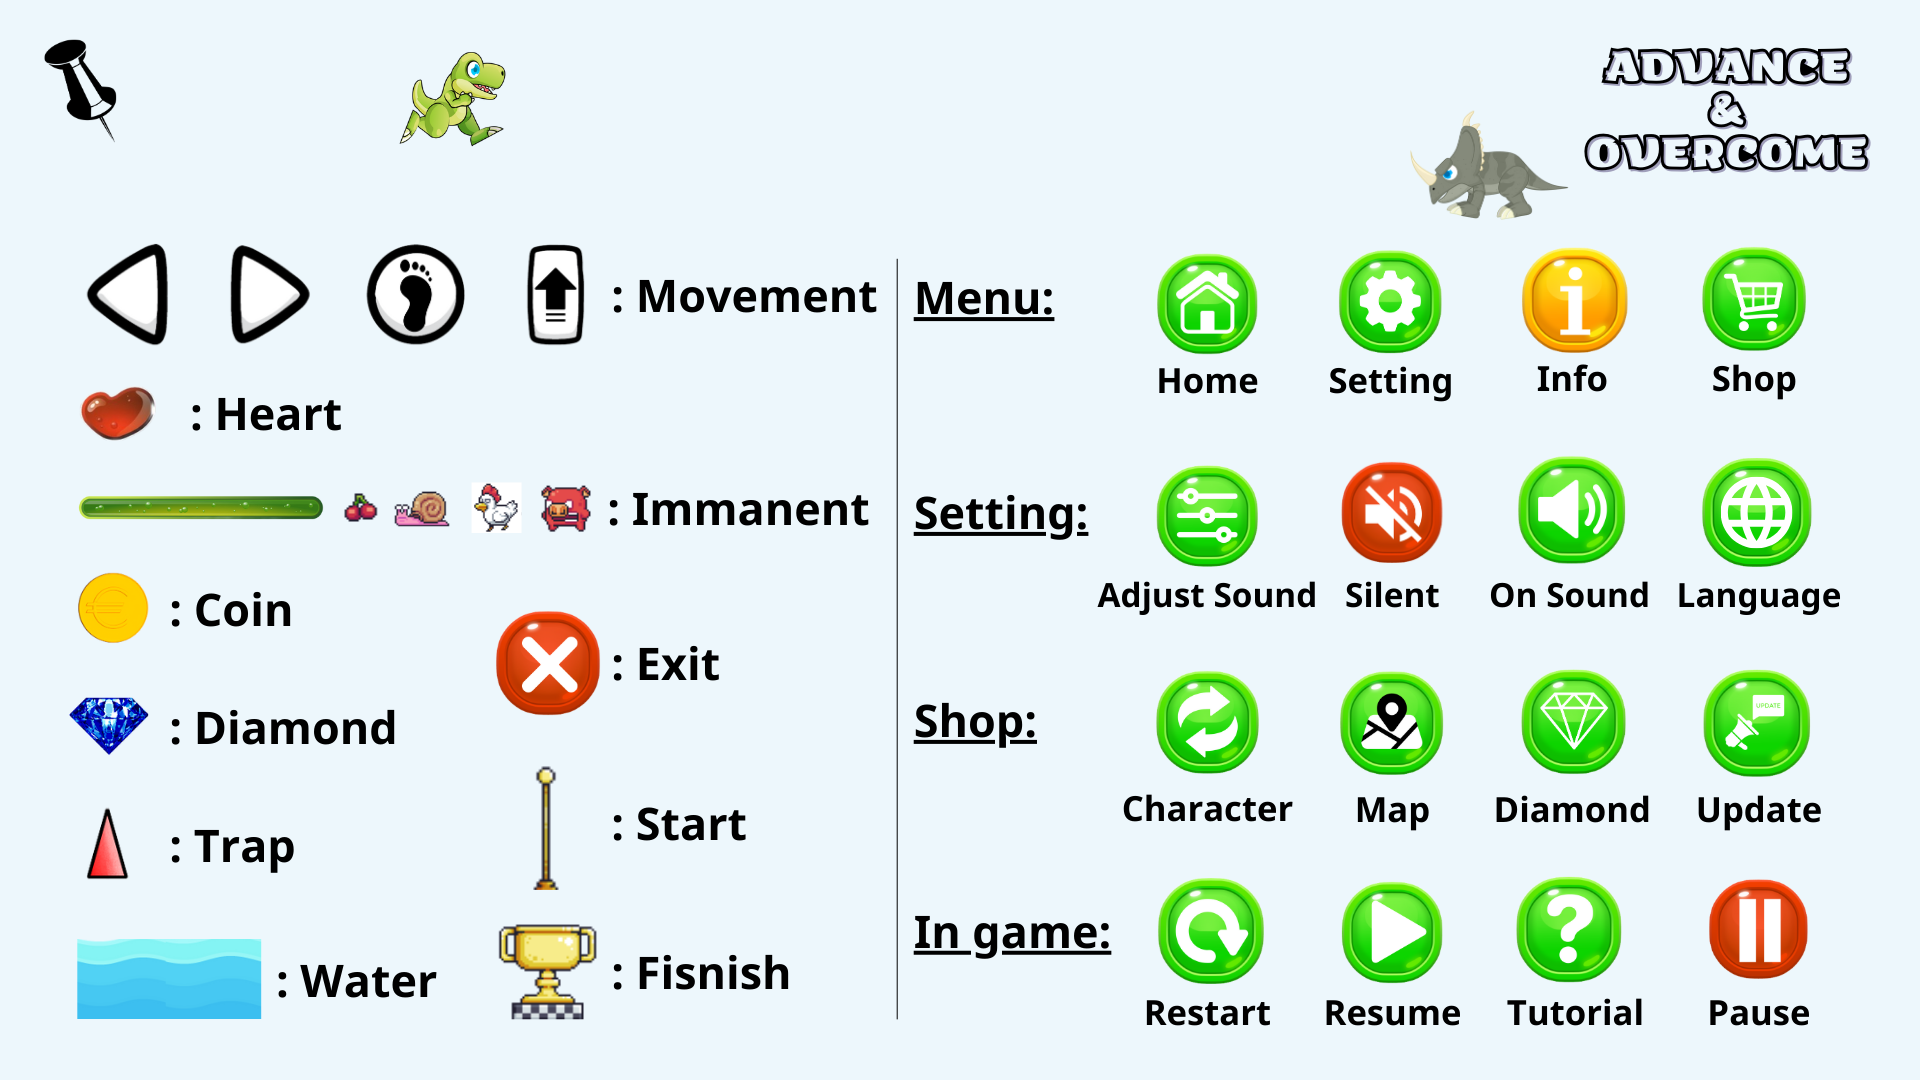 ADVANCE
&
OVERCOME
: Movement
: Heart
: Immanent
: Coin
: Exit
: Diamond
: Start
: Trap
: Fisnish
: Water
Menu:
Home
Setting
Info
Shop
Setting:
Adjust Sound
Silent
On Sound
Language
Shop:
UPDATE
Character
Map
Diamond
Update
In game:
Restart
Resume
Tutorial
Pause